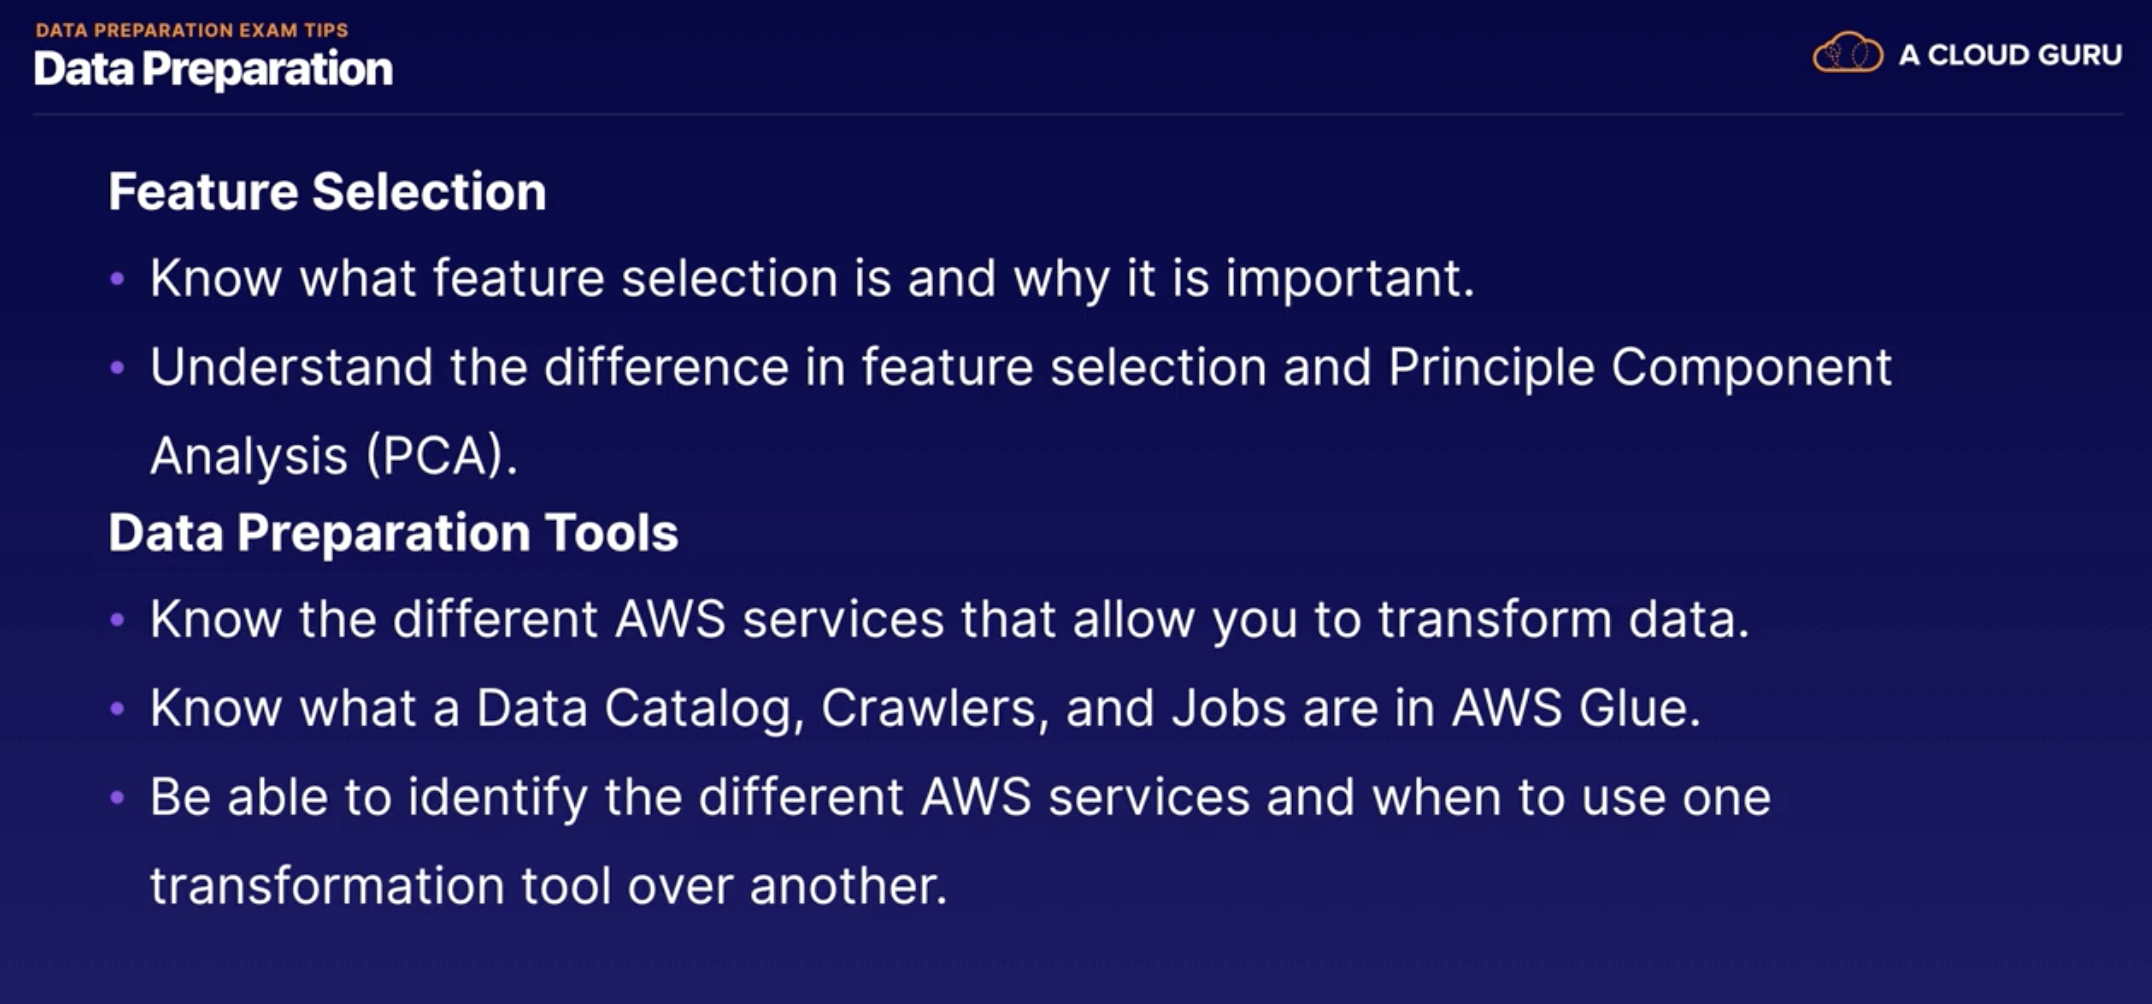 DATA PREPARATION EXAM TIPS
Data Preparation
A CLOUD GURU
Feature Selection
• Know what feature selection is and why it is important.
• Understand the difference in feature selection and Principle Component
Analysis (PCA).
Data Preparation Tools
• Know the different AWS services that allow you to transform data.
• Know what a Data Catalog, Crawlers, and Jobs are in AWS Glue.
• Be able to identify the different AWS services and when to use one
transformation tool over another.